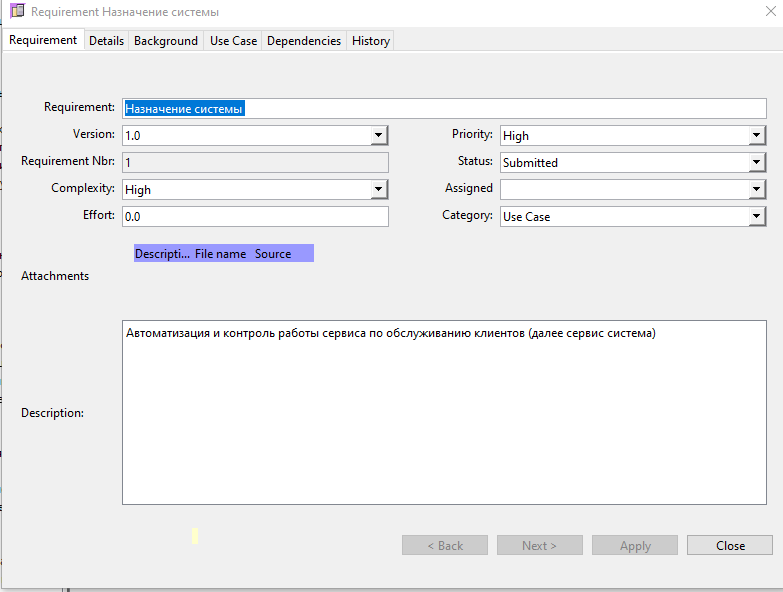 Requirement Назначение системы
Requirement Details Background Use Case Dependencies History
Requirement: Назначение системы
Version: 1.0 Priority: High
Requirement Nbr: 1 Status: Submitted
Complexity: High Assigned
Effort: 0.0 Category: Use Case
Descripti... File name Source
Attachments
Автоматизация и контроль работы сервиса по обслуживанию клиентов (далее сервис система)
Description:
< Back Next > Apply Close